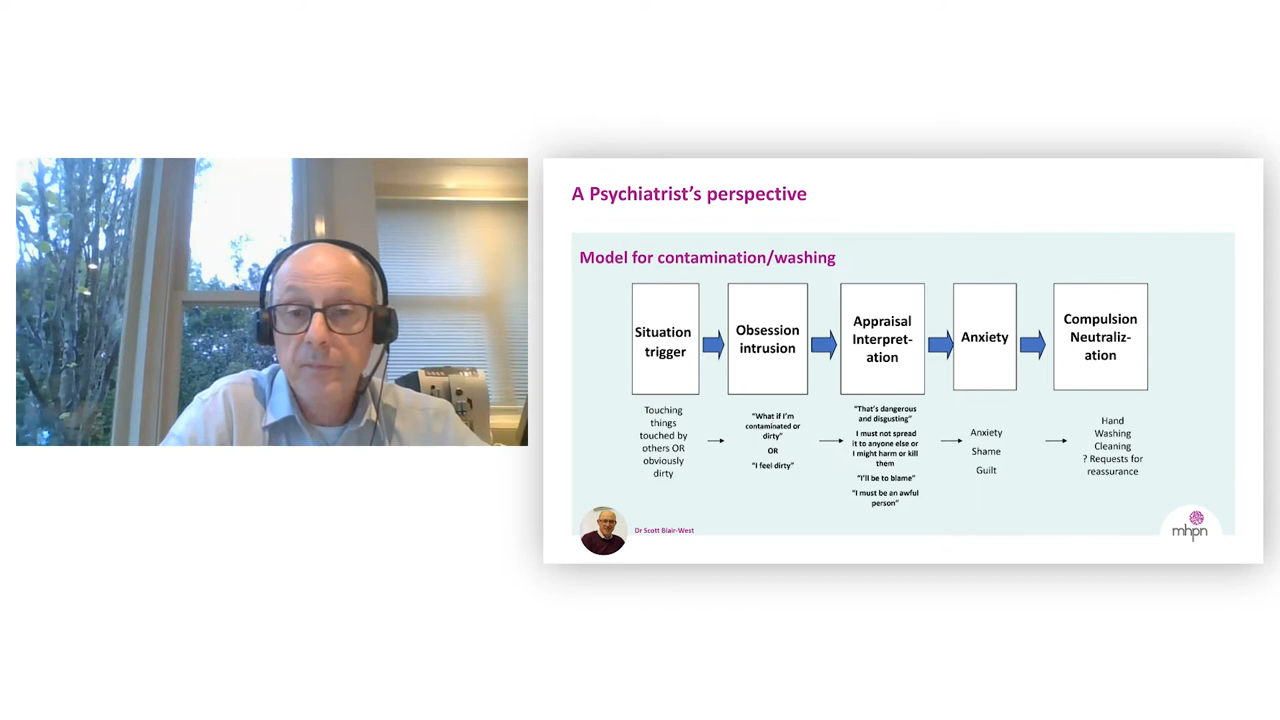 A Psychiatrist's perspective
Model for contamination/washing
Situation
trigger
Obsession
intrusion
Appraisal
Interpret-
ation
Anxiety
Compulsion
Neutraliz-
ation
Touching
things
touched by
others OR
obviously
dirty
"What if I'm
contaminated or
dirty"
OR
"I feel dirty"
"That's dangerous
and disgusting"
I must not spread
it to anyone else or
I might harm or kill
them
"I'll be to blame"
"I must be an awful
person"
Anxiety
Shame
Guilt
Hand
Washing
Cleaning
? Requests for
reassurance
Dr Scott Blair-West
mhpn